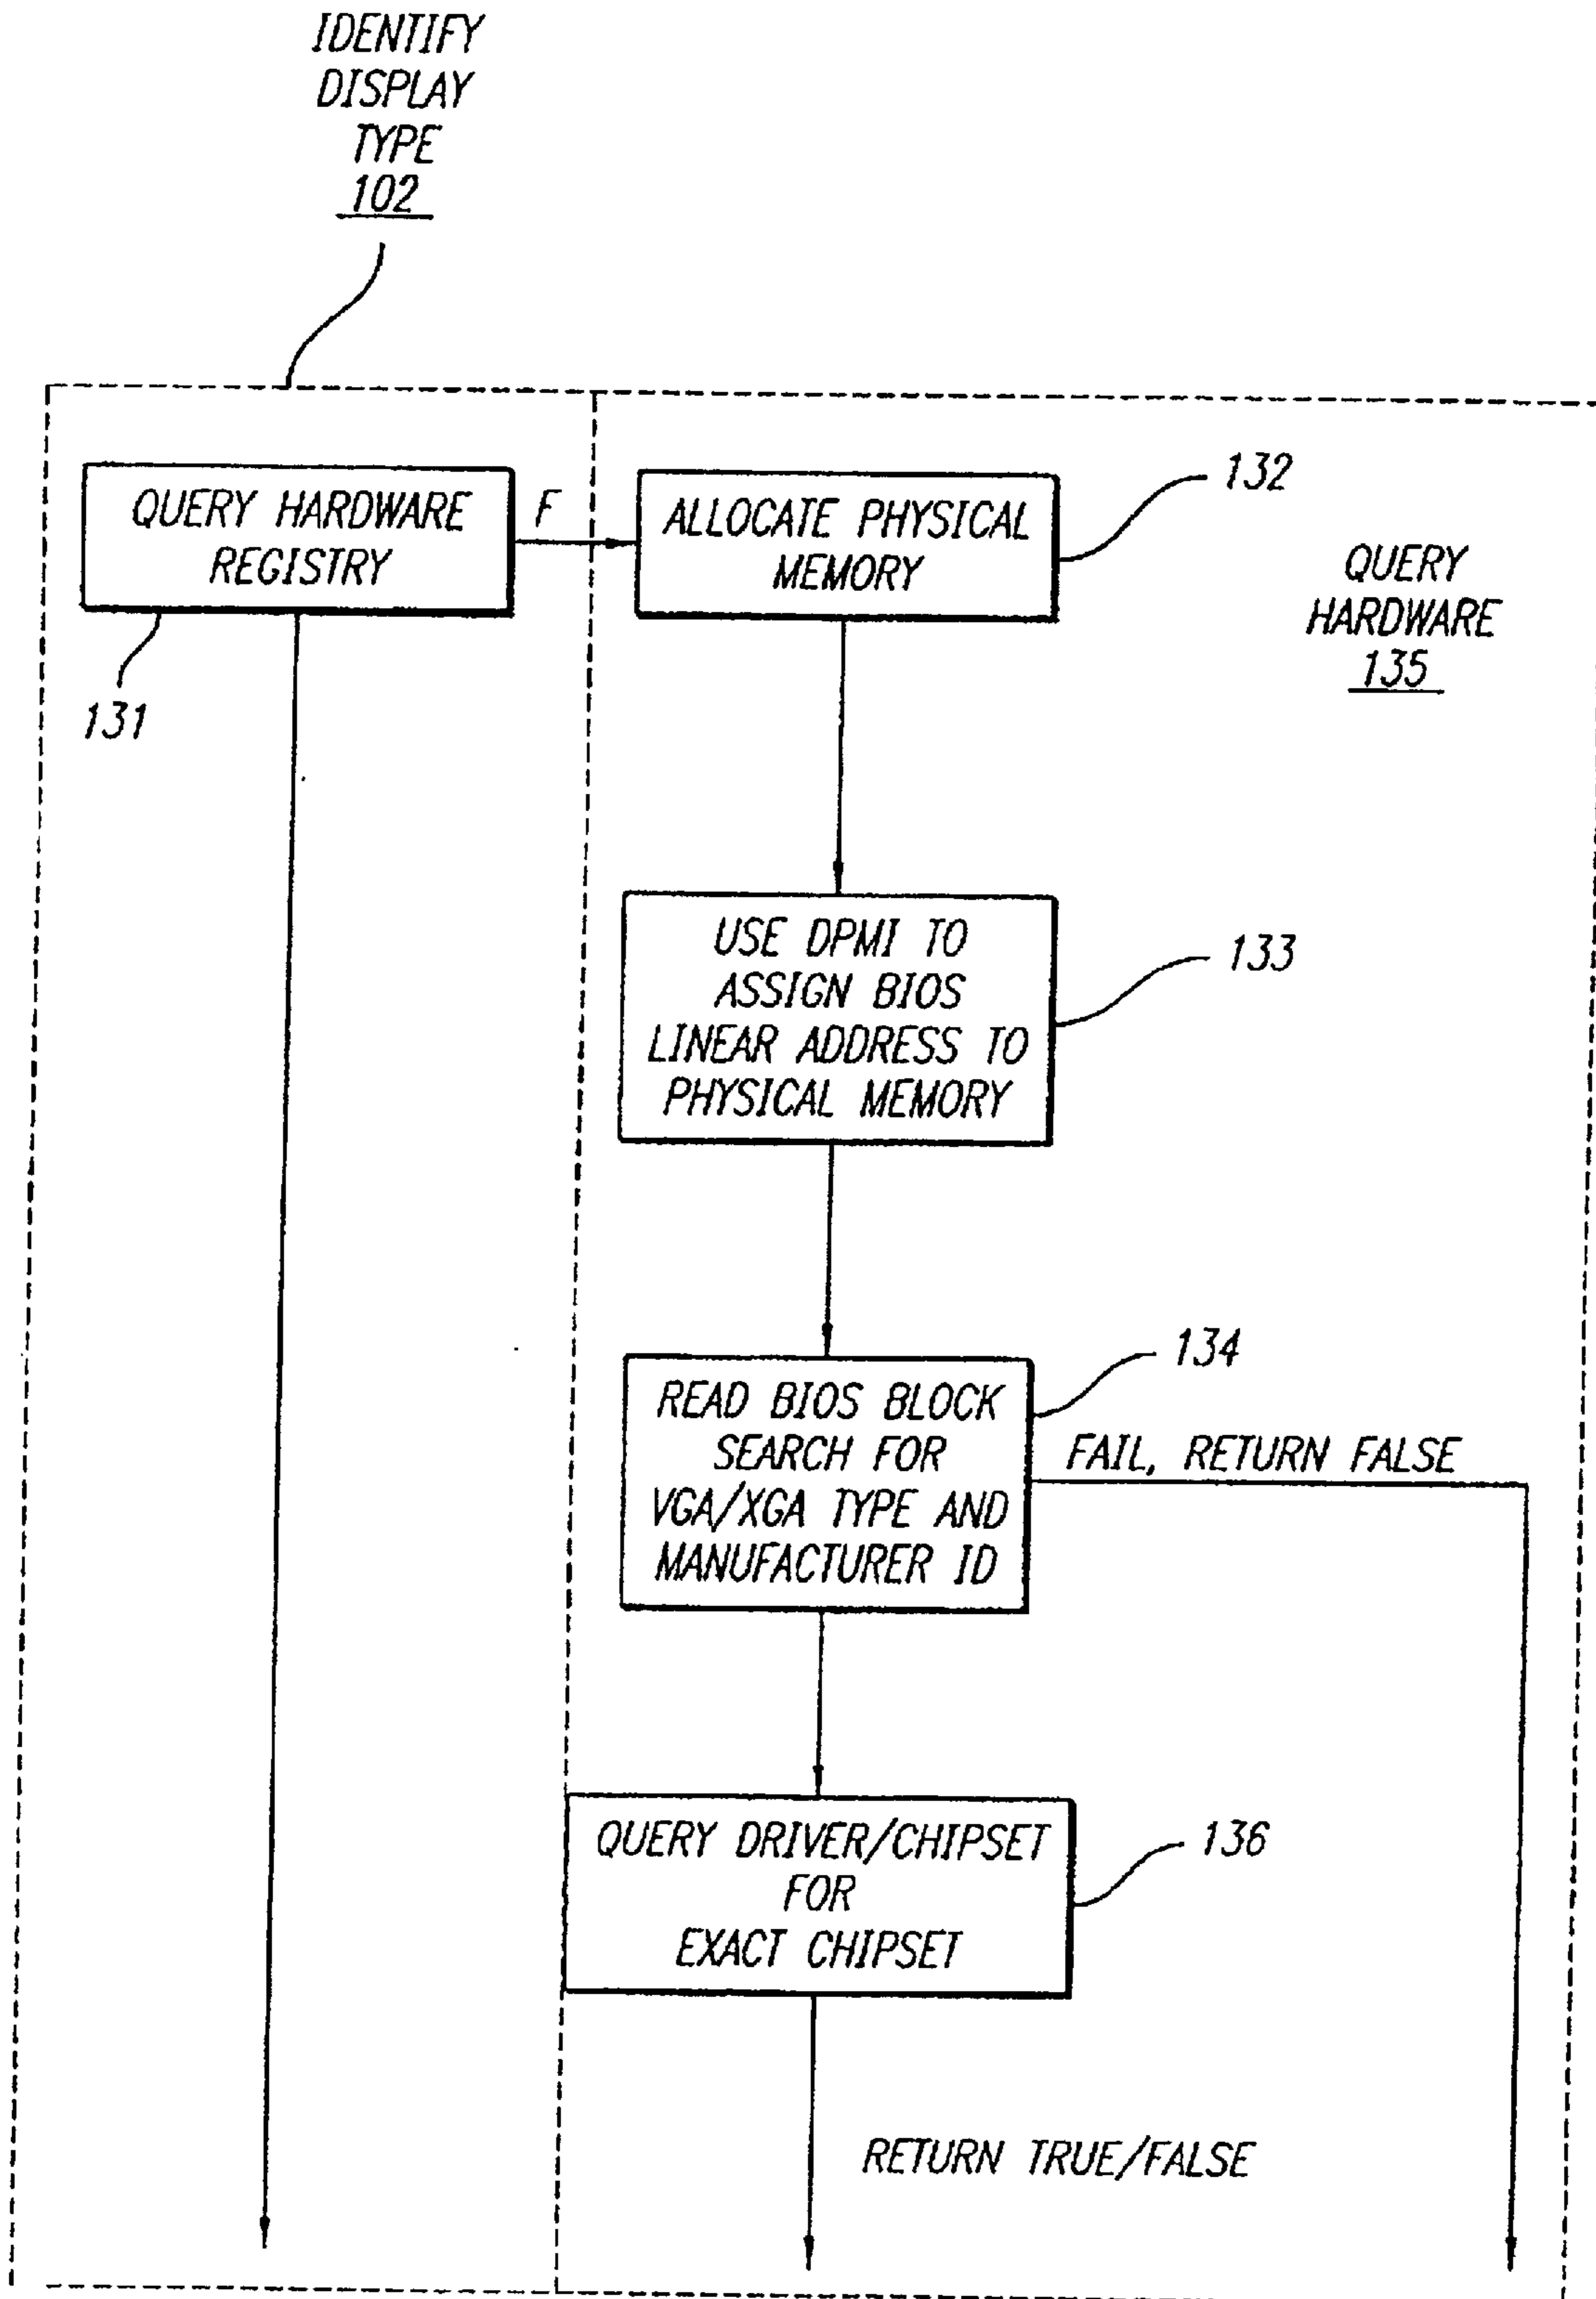 IDENTIFY
DISPLAY
TYPE
102
QUERY HARDWARE
REGISTRY
131
F
ALLOCATE PHYSICAL
MEMORY
132
QUERY
HARDWARE
135
USE DPMI TO
ASSIGN BIOS
LINEAR ADDRESS TO
PHYSICAL MEMORY
133
READ BIOS BLOCK
SEARCH FOR
VGA/XGA TYPE AND
MANUFACTURER ID
134
FAIL, RETURN FALSE
QUERY DRIVER/CHIPSET
FOR
EXACT CHIPSET
136
RETURN TRUE/FALSE